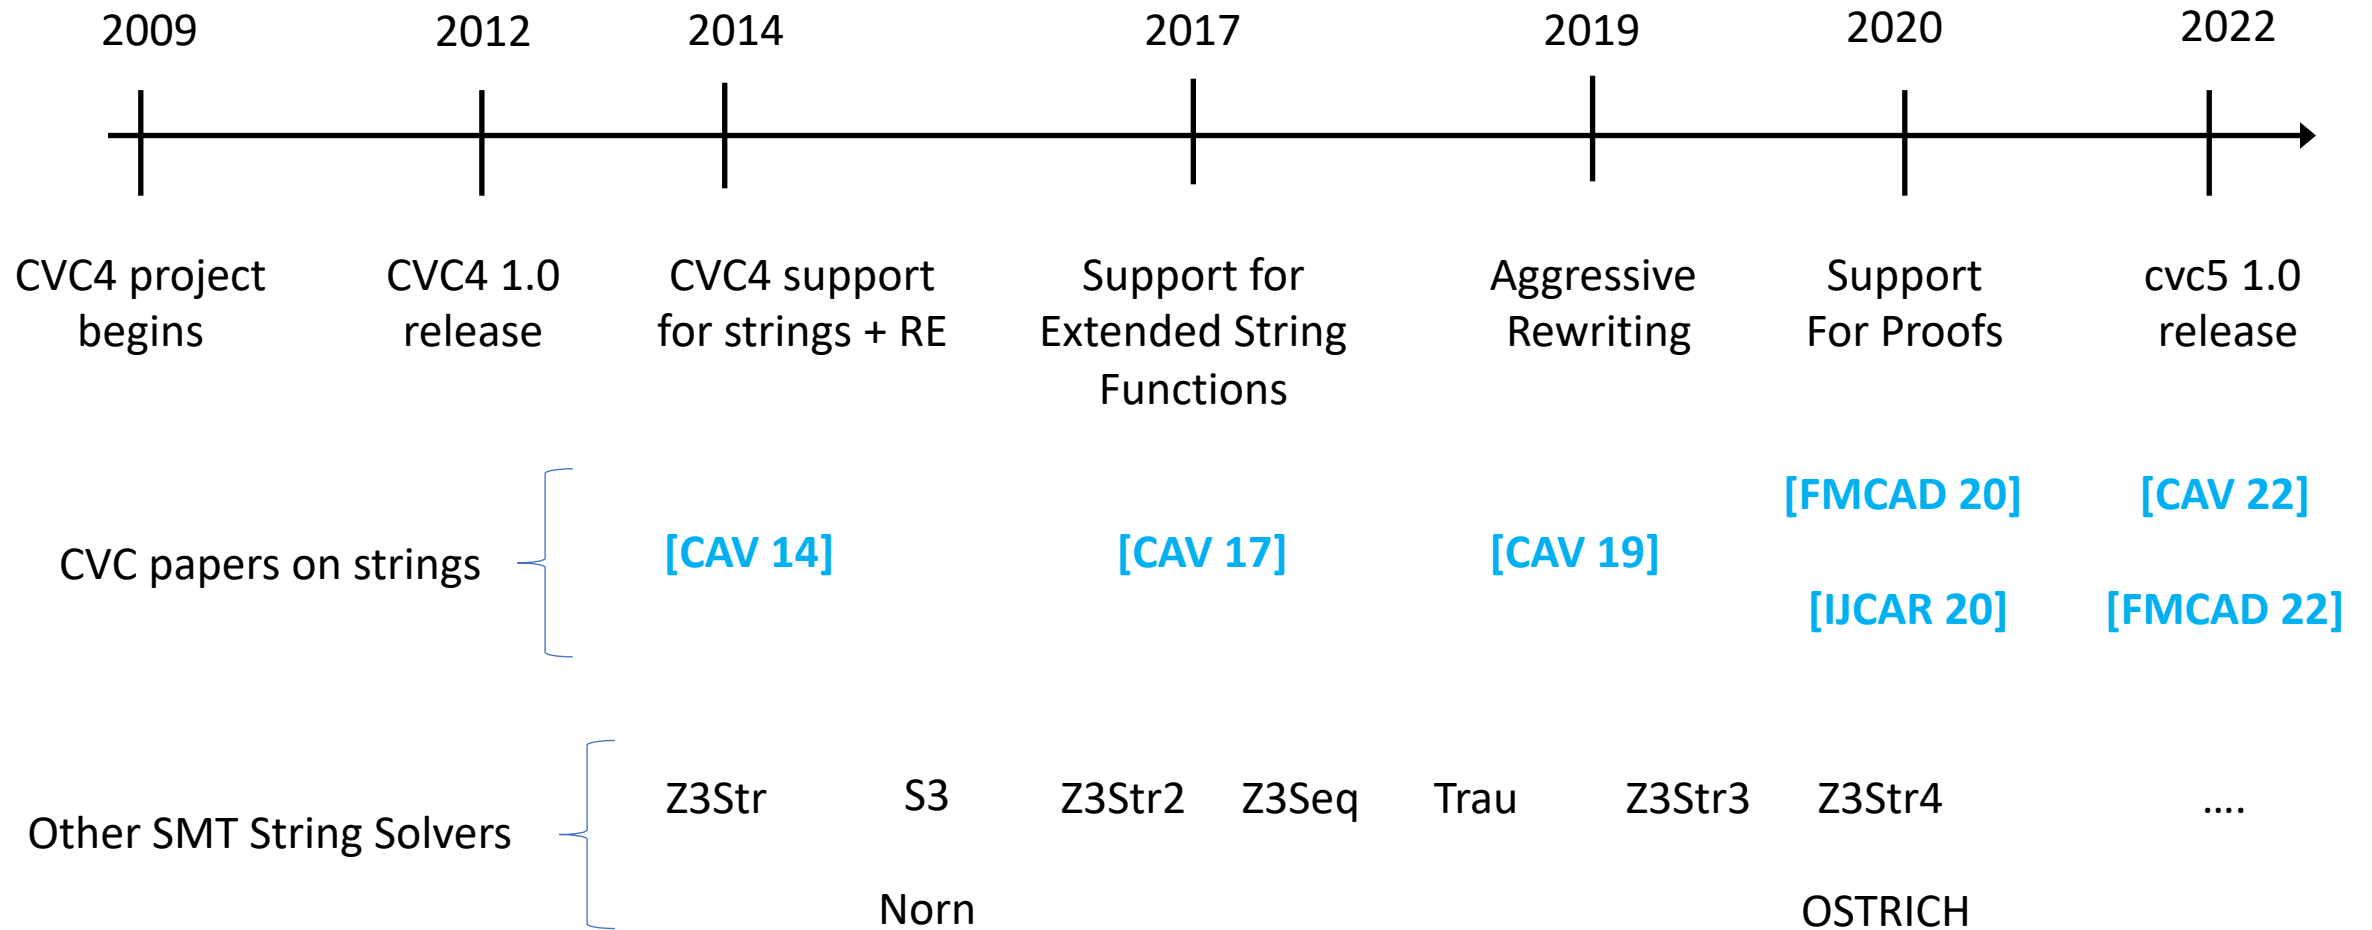 2009 2012 2014 2017 2019 2020 2022
CVC4 project CVC4 1.0 CVC4 support Support for Aggressive Support cvc5 1.0
begins release for strings + RE Extended String Rewriting For Proofs release
Functions
[FMCAD 20] [CAV 22]
CVC papers on strings [CAV 14] [CAV 17] [CAV 19]
[IJCAR 20] [FMCAD 22]
Z3Str S3 Z3Str2 Z3Seq Trau Z3Str3 Z3Str4 ....
Other SMT String Solvers
Norn OSTRICH